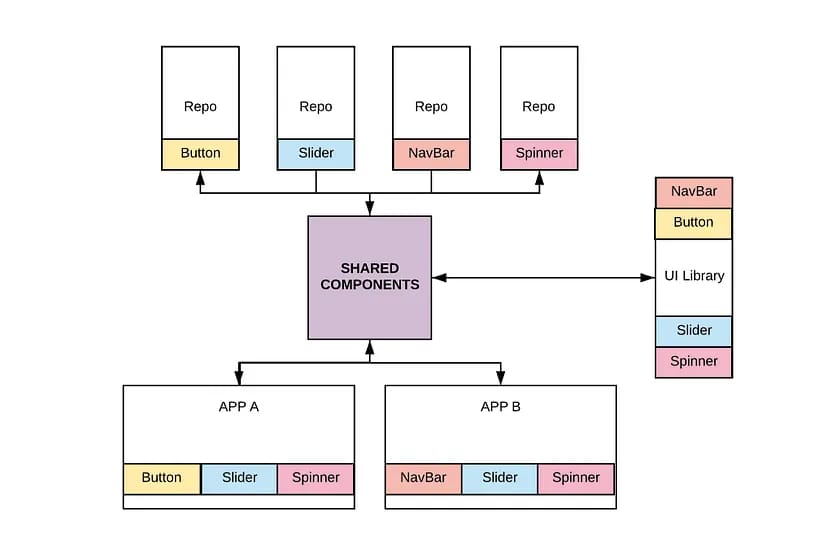 Repo
Repo
Repo
Repo
Button
Slider
NavBar
Spinner
NavBar
Button
UI Library
Slider
Spinner
SHARED
COMPONENTS
APP A
APP B
Button
Slider
Spinner
NavBar
Slider
Spinner